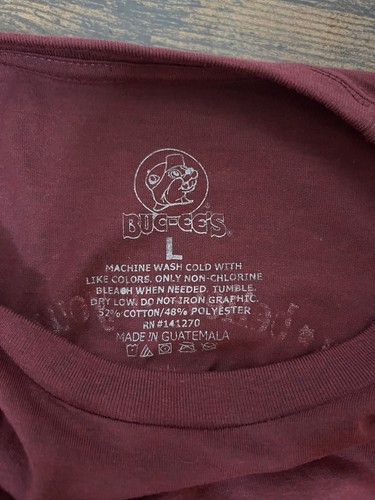 BUC-EE'S
L
MACHINE WASH COLD WITH
LIKE COLORS. ONLY NON-CHLORINE
BLEACH WHEN NEEDED. TUMBLE
DRY LOW. DO NOT IRON GRAPHIC.
52% COTTON/48% POLYESTER
RN #141270
MADE IN GUATEMALA